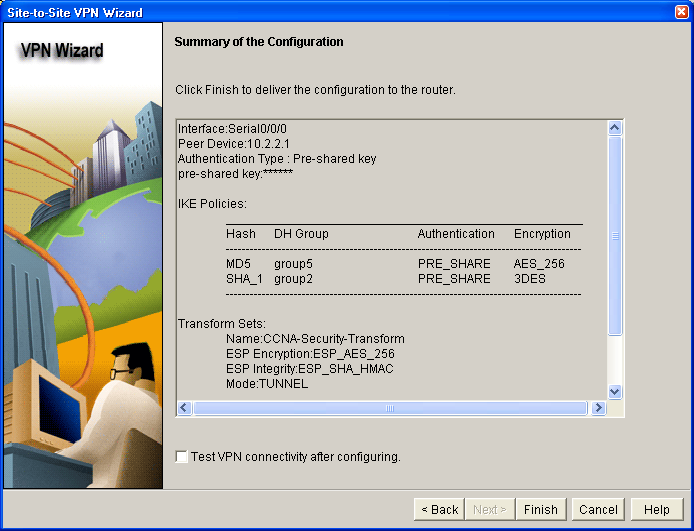 Site-to-Site VPN Wizard
VPN Wizard
Summary of the Configuration
Click Finish to deliver the configuration to the router.
Interface:Serial0/0/0
Peer Device:10.2.2.1
Authentication Type : Pre-shared key
pre-shared key:******
IKE Policies:
Hash DH Group Authentication Encryption
MD5 group5 PRE_SHARE AES_256
SHA_1 group2 PRE_SHARE 3DES
Transform Sets:
Name:CCNA-Security-Transform
ESP Encryption:ESP_AES_256
ESP Integrity:ESP_SHA_HMAC
Mode:TUNNEL
Test VPN connectivity after configuring.
< Back Next > Finish Cancel Help